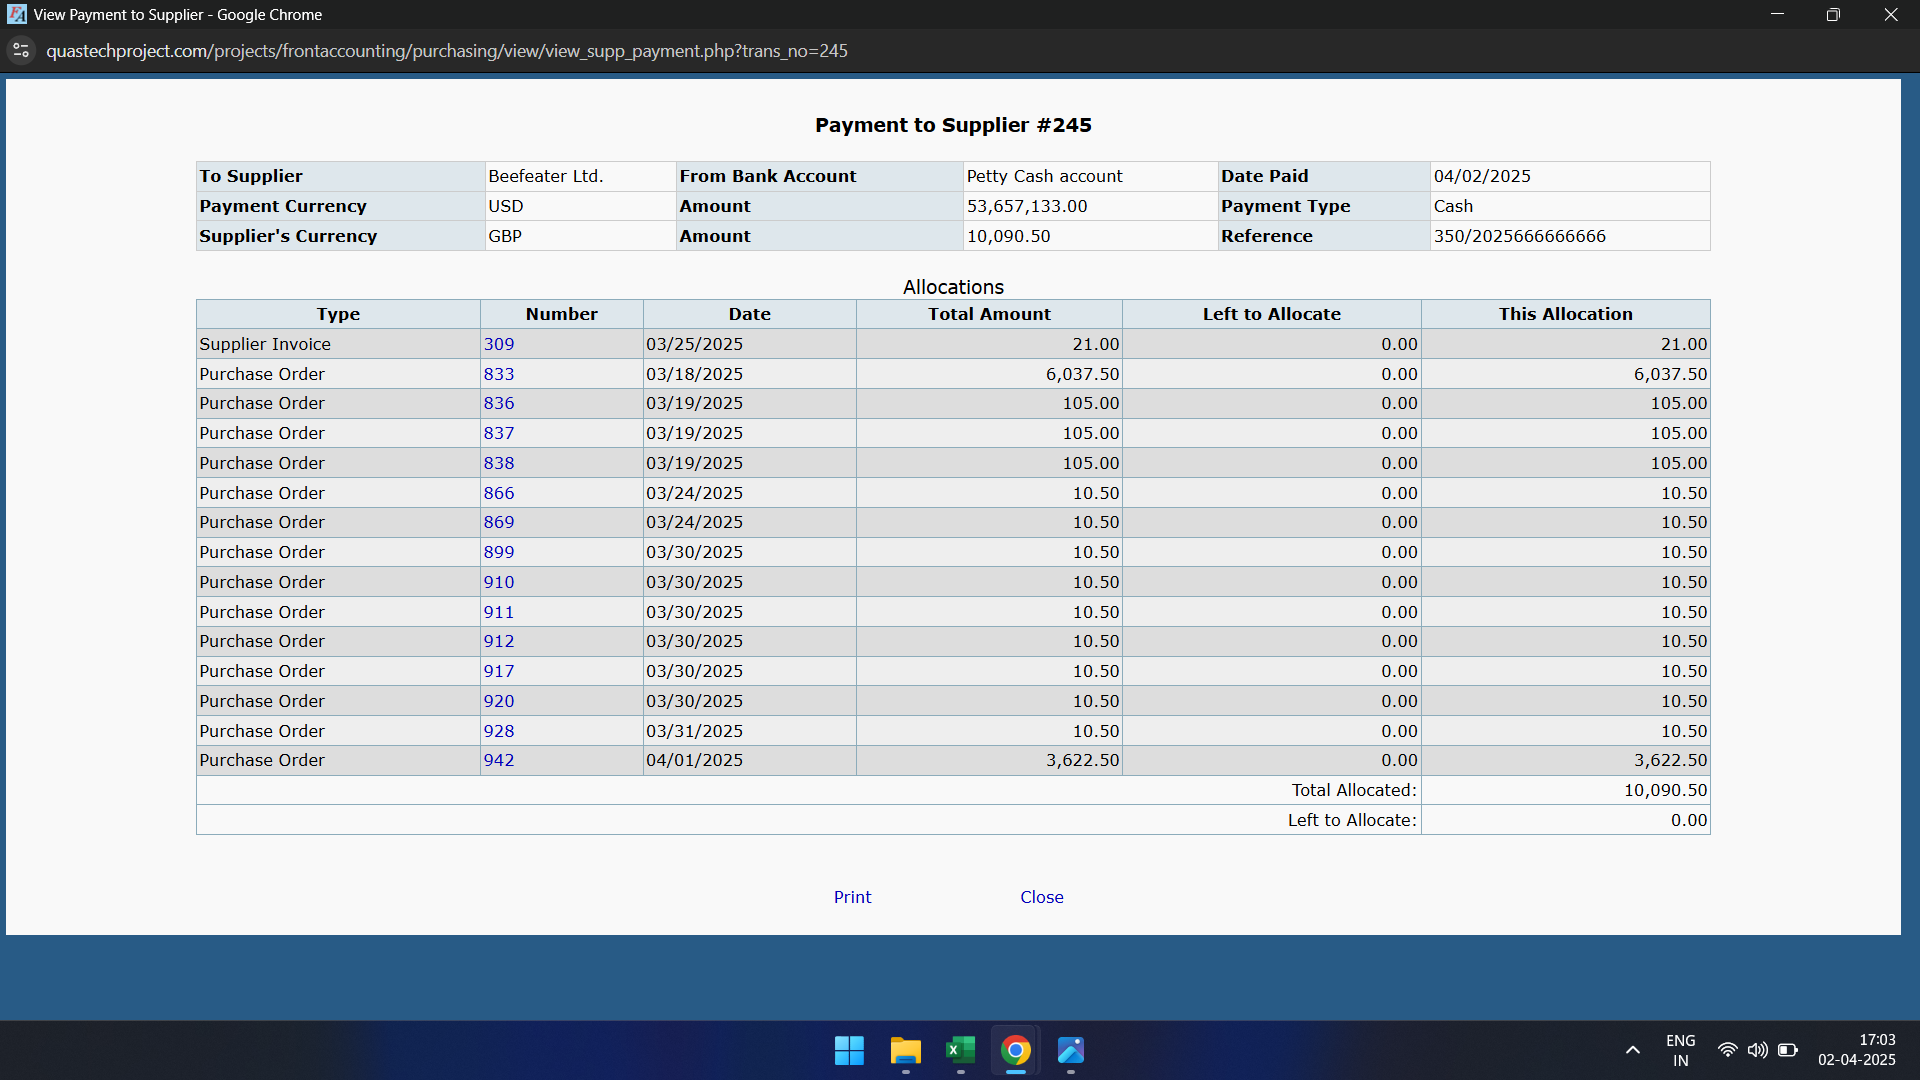 View Payment to Supplier - Google Chrome
quastechproject.com/projects/frontaccounting/purchasing/view/view_supp_payment.php?trans_no=245
Payment to Supplier #245
To Supplier Beefeater Ltd. From Bank Account Petty Cash account Date Paid 04/02/2025
Payment Currency USD Amount 53,657,133.00 Payment Type Cash
Supplier's Currency GBP Amount 10,090.50 Reference 350/2025666666666
Allocations
Type Number Date Total Amount Left to Allocate This Allocation
Supplier Invoice 309 03/25/2025 21.00 0.00 21.00
Purchase Order 833 03/18/2025 6,037.50 0.00 6,037.50
Purchase Order 836 03/19/2025 105.00 0.00 105.00
Purchase Order 837 03/19/2025 105.00 0.00 105.00
Purchase Order 838 03/19/2025 105.00 0.00 105.00
Purchase Order 866 03/24/2025 10.50 0.00 10.50
Purchase Order 869 03/24/2025 10.50 0.00 10.50
Purchase Order 899 03/30/2025 10.50 0.00 10.50
Purchase Order 910 03/30/2025 10.50 0.00 10.50
Purchase Order 911 03/30/2025 10.50 0.00 10.50
Purchase Order 912 03/30/2025 10.50 0.00 10.50
Purchase Order 917 03/30/2025 10.50 0.00 10.50
Purchase Order 920 03/30/2025 10.50 0.00 10.50
Purchase Order 928 03/31/2025 10.50 0.00 10.50
Purchase Order 942 04/01/2025 3,622.50 0.00 3,622.50
Total Allocated: 10,090.50
Left to Allocate: 0.00
Print Close
ENG 17:03
IN 02-04-2025